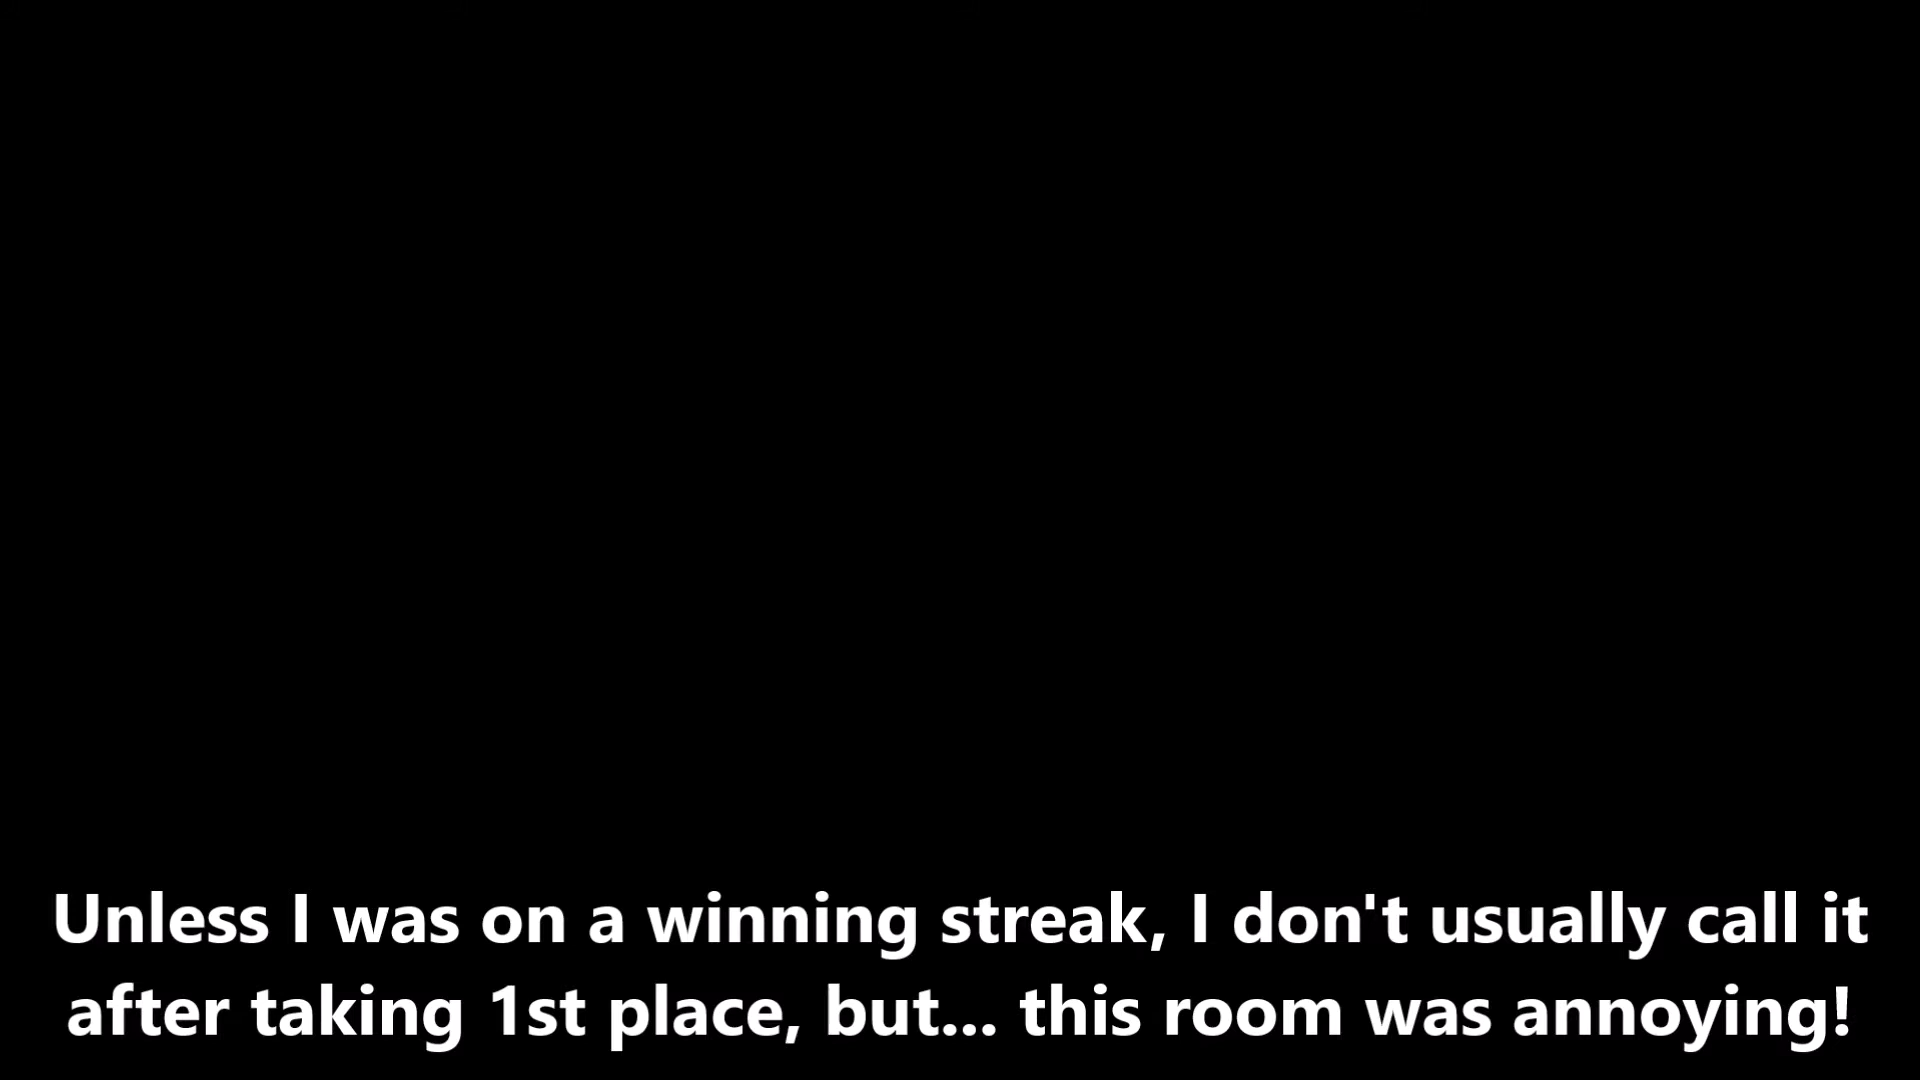 Unless I was on a winning streak, I don't usually call it
after taking 1st place, but... this room was annoying!